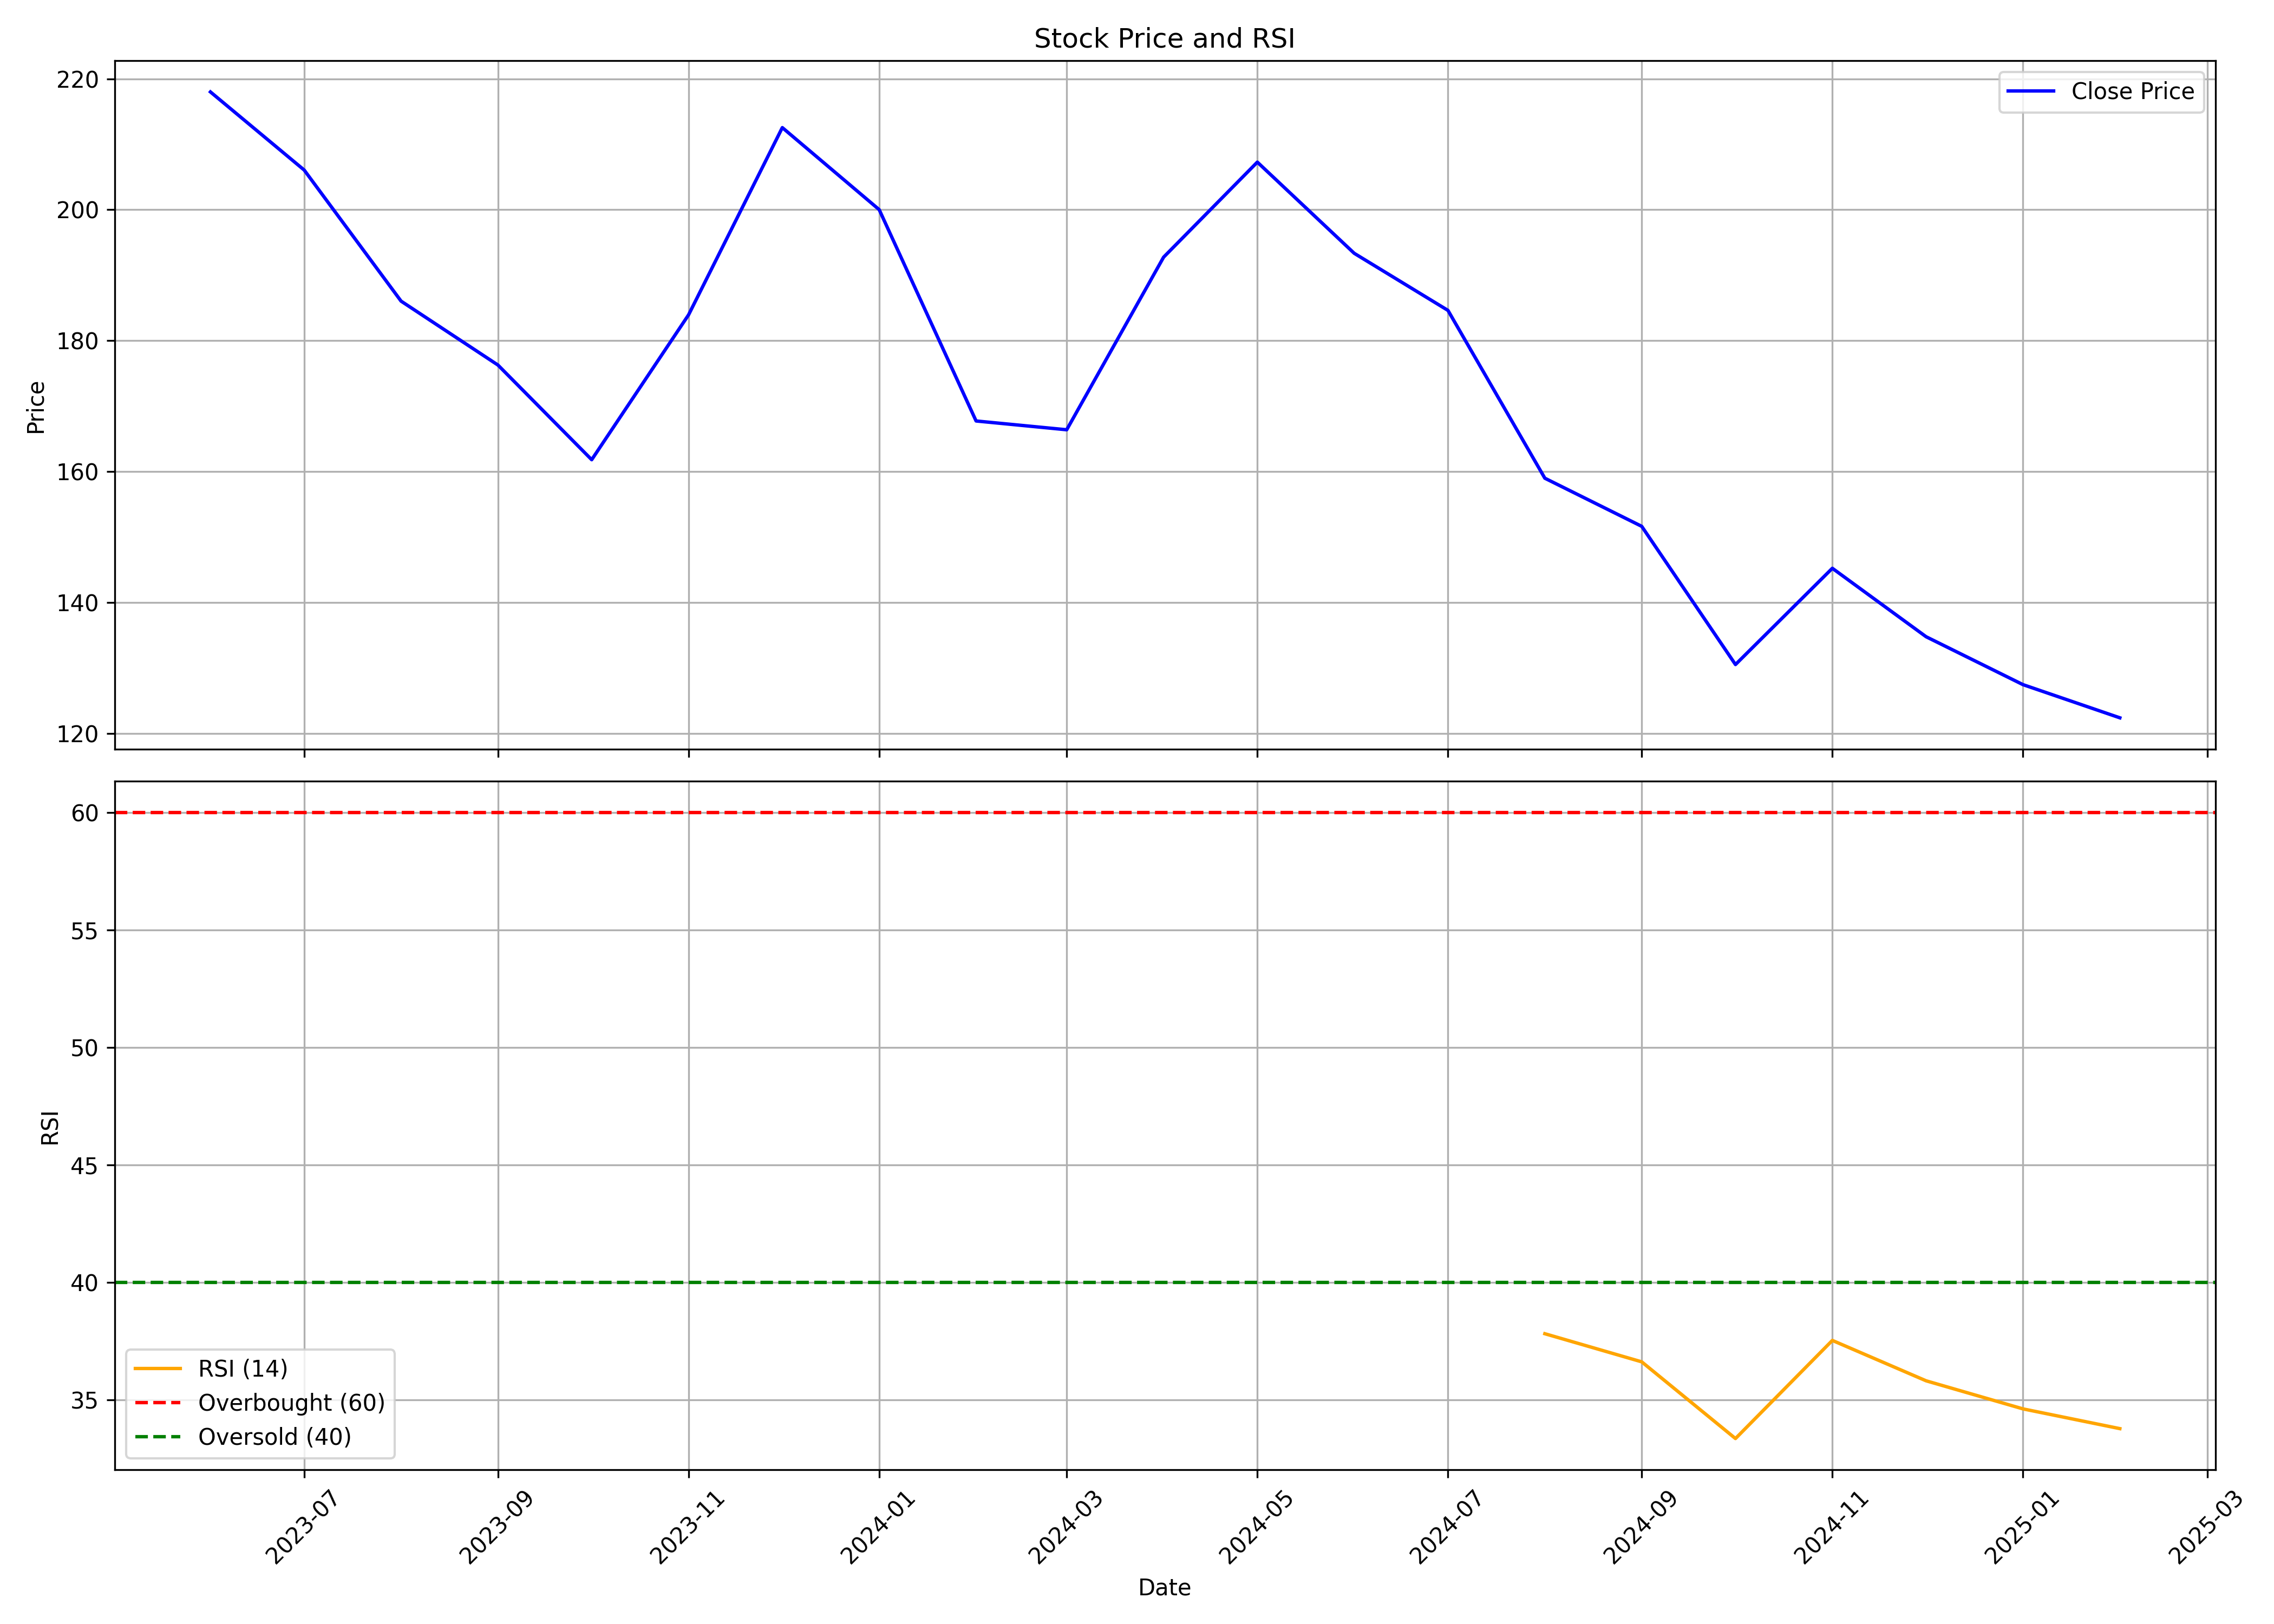 Stock Price and RSI
Close Price
220
200
180
160
140
120
Price
60
55
50
45
40
35
RSI
RSI (14)
Overbought (60)
Oversold (40)
2023-07
2023-09
2023-11
2024-01
2024-03
2024-05
2024-07
2024-09
2024-11
2025-01
2025-03
Date